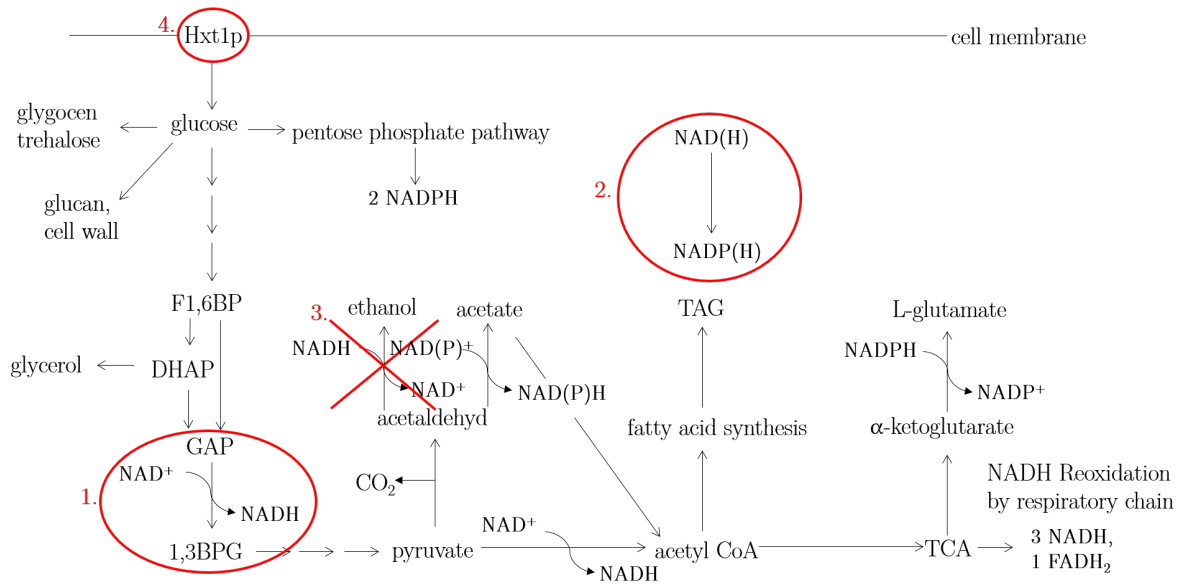 4.
Hxt1p
cell membrane
glygocen
trehalose
glucose
pentose phosphate pathway
NAD(H)
2 NADPH
2.
glucan,
cell wall
NADP(H)
F1,6BP
ethanol
acetate
TAG
L-glutamate
3.
NADH
NAD(P)+
NADPH
glycerol
DHAP
NAD+
NAD(P)H
NADP+
acetaldehyd
fatty acid synthesis
α-ketoglutarate
GAP
NAD+
1.
NADH
CO2
NADH Reoxidation
by respiratory chain
NAD+
1,3BPG
pyruvate
NADH
acetyl CoA
TCA
3 NADH,
1 FADH2